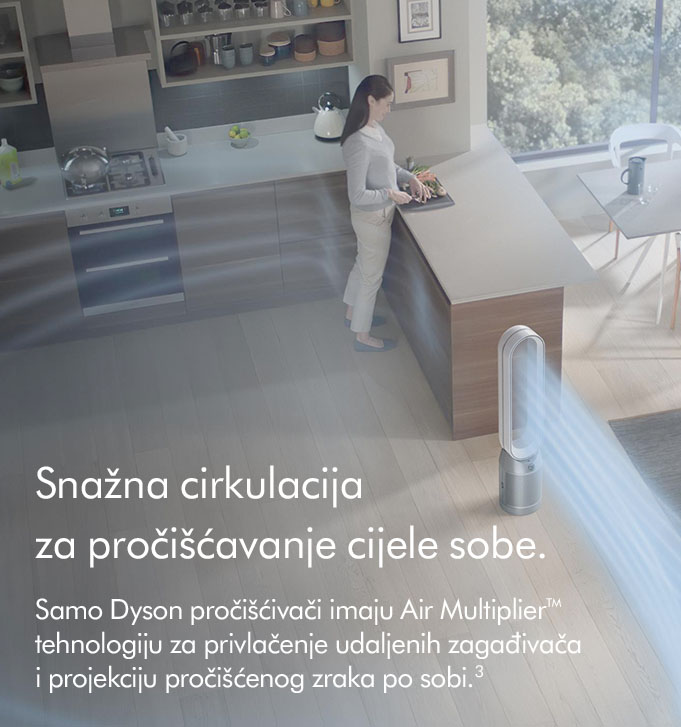 Snažna cirkulacija
za pročišćavanje cijele sobe.
Samo Dyson pročišćivači imaju Air Multiplier™
tehnologiju za privlačenje udaljenih zagađivača
i projekciju pročišćenog zraka po sobi.³